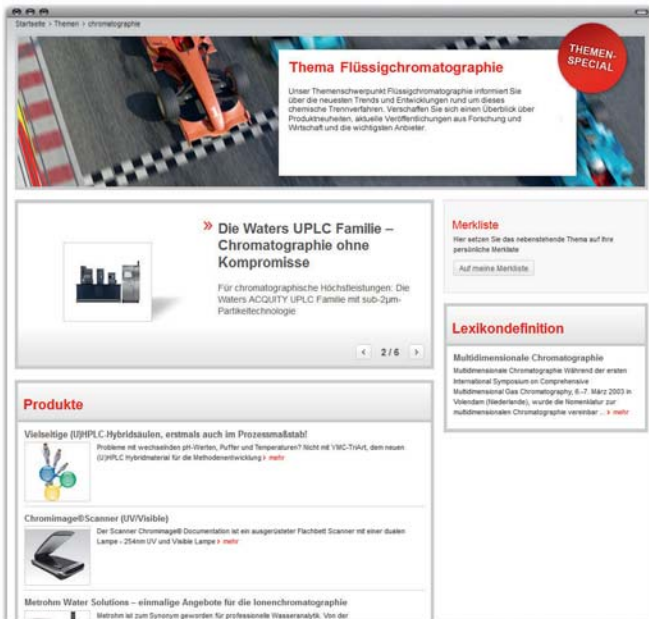 Startseite › Themen › chromatographie
THEMEN-
SPECIAL
Thema Flüssigchromatographie
Unser Themenschwerpunkt Flüssigchromatographie informiert Sie
über die neuesten Trends und Entwicklungen rund um dieses
chemische Trennverfahren. Verschaffen Sie sich einen Überblick über
Produktneuheiten, aktuelle Veröffentlichungen aus Forschung und
Wirtschaft und die wichtigsten Anbieter.
» Die Waters UPLC Familie –
Chromatographie ohne
Kompromisse
Für chromatographische Höchstleistungen: Die
Waters ACQUITY UPLC Familie mit sub-2µm-
Partikeltechnologie
2 / 6
Merkliste
Hier setzen Sie das nebenstehende Thema auf Ihre
persönliche Merkliste
Auf meine Merkliste
Lexikondefinition
Multidimensionale Chromatographie
Multidimensionale Chromatographie Während der ersten
International Symposium on Comprehensive
Multidimensional Gas Chromatography, 6.–7. März 2003 in
Volendam (Niederlande), wurde die Nomenklatur zur
multidimensionalen Chromatographie vereinbar ... » mehr
Produkte
Vielseitige (U)HPLC-Hybridsäulen, erstmals auch im Prozessmaßstab!
Probleme mit wechselnden pH-Werten, Puffer und Temperaturen? Nicht mit YMC-TriArt, dem neuen
(U)HPLC Hybridmaterial für die Methodenentwicklung » mehr
Chromimage®Scanner (UV/Visible)
Der Scanner Chromimage® Documentation ist ein ausgerüsteter Flachbett Scanner mit einer dualen
Lampe - 254nm UV und Visible Lampe » mehr
Metrohm Water Solutions – einmalige Angebote für die Ionenchromatographie
Metrohm ist zum Synonym geworden für professionelle Wasseranalytik. Von der